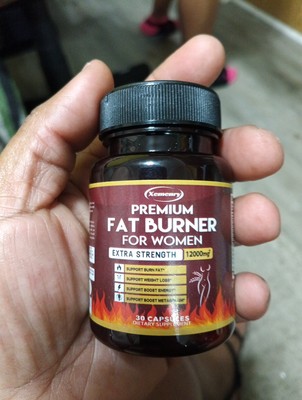 Xcmcnry
PREMIUM
FAT BURNER
FOR WOMEN
EXTRA STRENGTH 12000mg*
SUPPORT BURN FAT*
SUPPORT WEIGHT LOSS*
SUPPORT BOOST ENERGY*
SUPPORT BOOST METABOLISM*
30 CAPSULES
DIETARY SUPPLEMENT